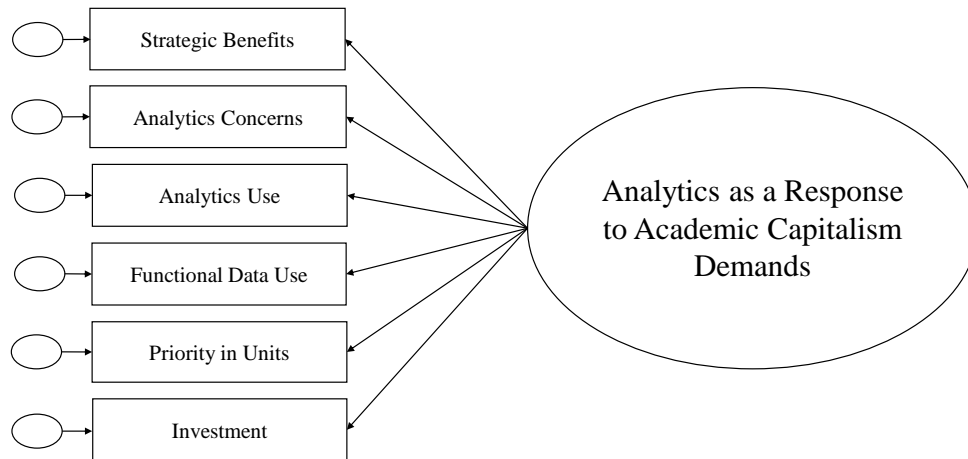 Strategic Benefits
Analytics Concerns
Analytics Use
Functional Data Use
Priority in Units
Investment
Analytics as a Response
to Academic Capitalism
Demands